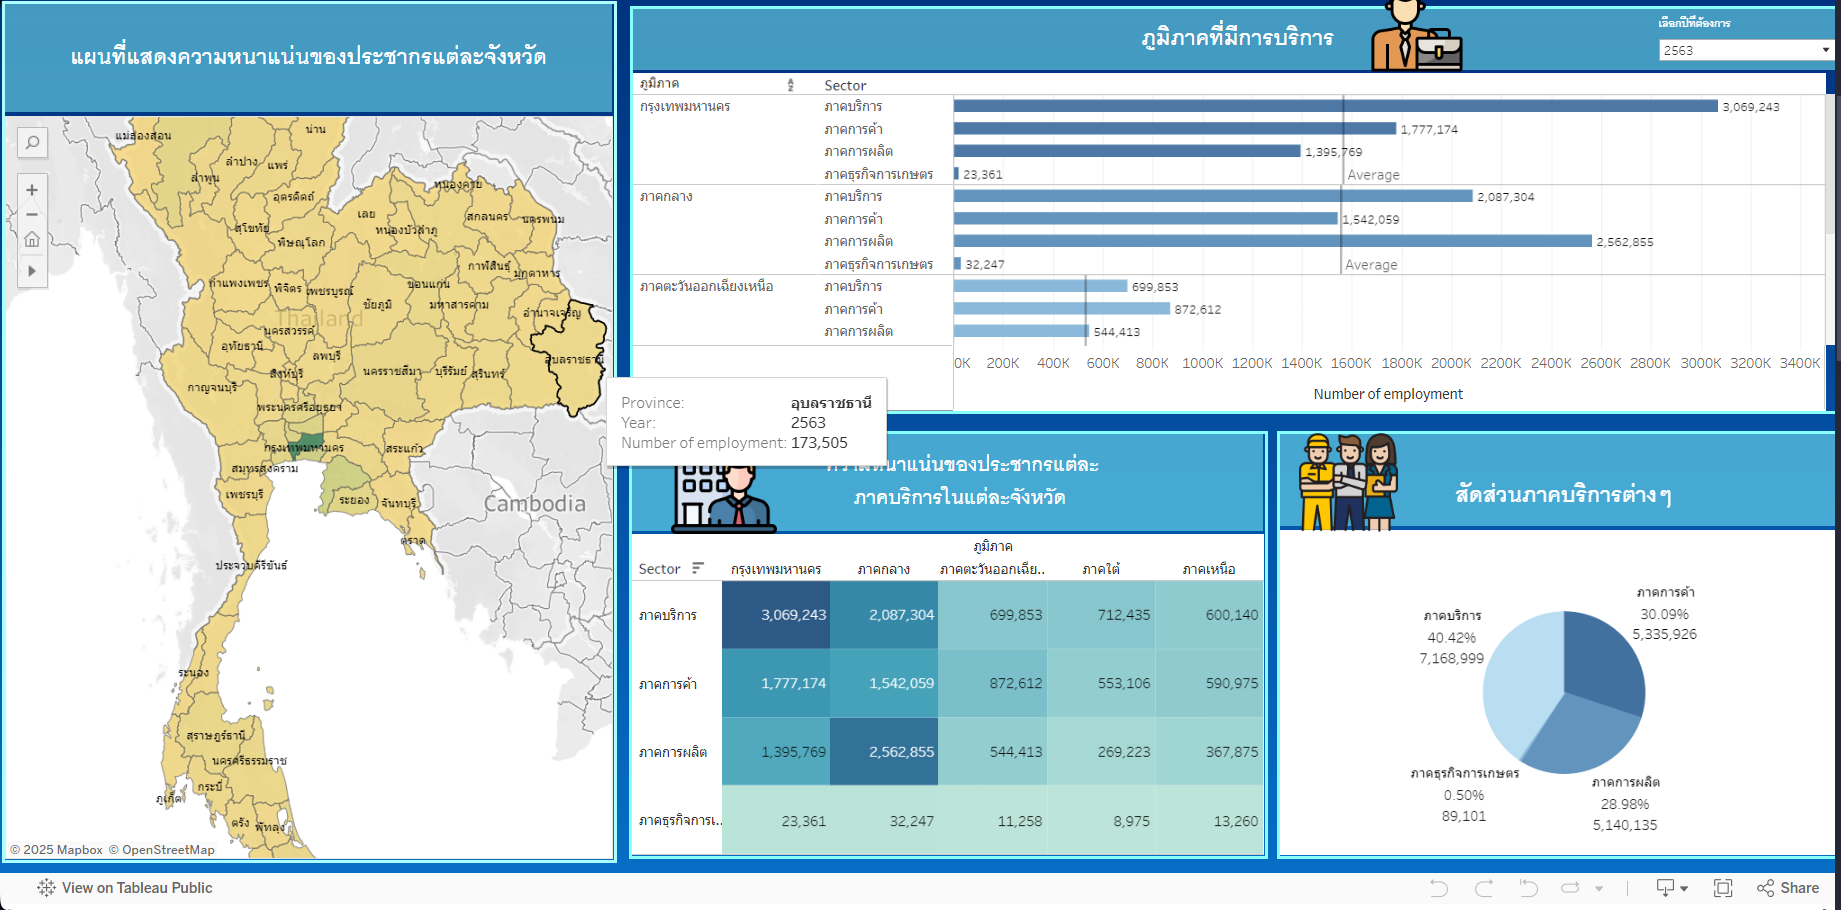 แผนที่แสดงความหนาแน่นของประชากรแต่ละจังหวัด
แม่ฮ่องสอน
น่าน
ลำปาง
แพร่
ลำพูน
อุตรดิตถ์
หนองคาย
เลย
สกลนคร
นครพนม
สุโขทัย
พิษณุโลก
หนองบัวลำภู
กาฬสินธุ์
มุกดาหาร
กำแพงเพชร
พิจิตร
เพชรบูรณ์
ชัยภูมิ
ขอนแก่น
มหาสารคาม
อำนาจเจริญ
Thailand
นครสวรรค์
อุทัยธานี
ลพบุรี
อุบลราชธานี
สิงห์บุรี
นครราชสีมา
บุรีรัมย์
สุรินทร์
กาญจนบุรี
พระนครศรีอยุธยา
กรุงเทพมหานคร
สระแก้ว
สมุทรสงคราม
เพชรบุรี
ระยอง
จันทบุรี
Cambodia
ตราด
ประจวบคีรีขันธ์
ระนอง
สุราษฎร์ธานี
นครศรีธรรมราช
กระบี่
ภูเก็ต
ตรัง
พัทลุง
© 2025 Mapbox © OpenStreetMap
Province: อุบลราชธานี
Year: 2563
Number of employment: 173,505
ภูมิภาคที่มีการบริการ
เลือกปีที่ต้องการ
2563
ภูมิภาค
Sector
กรุงเทพมหานคร
ภาคบริการ
3,069,243
ภาคการค้า
1,777,174
ภาคการผลิต
1,395,769
ภาคธุรกิจการเกษตร
23,361
Average
ภาคกลาง
ภาคบริการ
2,087,304
ภาคการค้า
1,542,059
ภาคการผลิต
2,562,855
ภาคธุรกิจการเกษตร
32,247
Average
ภาคตะวันออกเฉียงเหนือ
ภาคบริการ
699,853
ภาคการค้า
872,612
ภาคการผลิต
544,413
0K 200K 400K 600K 800K 1000K 1200K 1400K 1600K 1800K 2000K 2200K 2400K 2600K 2800K 3000K 3200K 3400K
Number of employment
ความหนาแน่นของประชากรแต่ละ
ภาคบริการในแต่ละจังหวัด
ภูมิภาค
Sector กรุงเทพมหานคร ภาคกลาง ภาคตะวันออกเฉีย.. ภาคใต้ ภาคเหนือ
ภาคบริการ 3,069,243 2,087,304 699,853 712,435 600,140
ภาคการค้า 1,777,174 1,542,059 872,612 553,106 590,975
ภาคการผลิต 1,395,769 2,562,855 544,413 269,223 367,875
ภาคธุรกิจการเ.. 23,361 32,247 11,258 8,975 13,260
สัดส่วนภาคบริการต่างๆ
ภาคการค้า
30.09%
5,335,926
ภาคบริการ
40.42%
7,168,999
ภาคธุรกิจการเกษตร
0.50%
89,101
ภาคการผลิต
28.98%
5,140,135
View on Tableau Public
Share